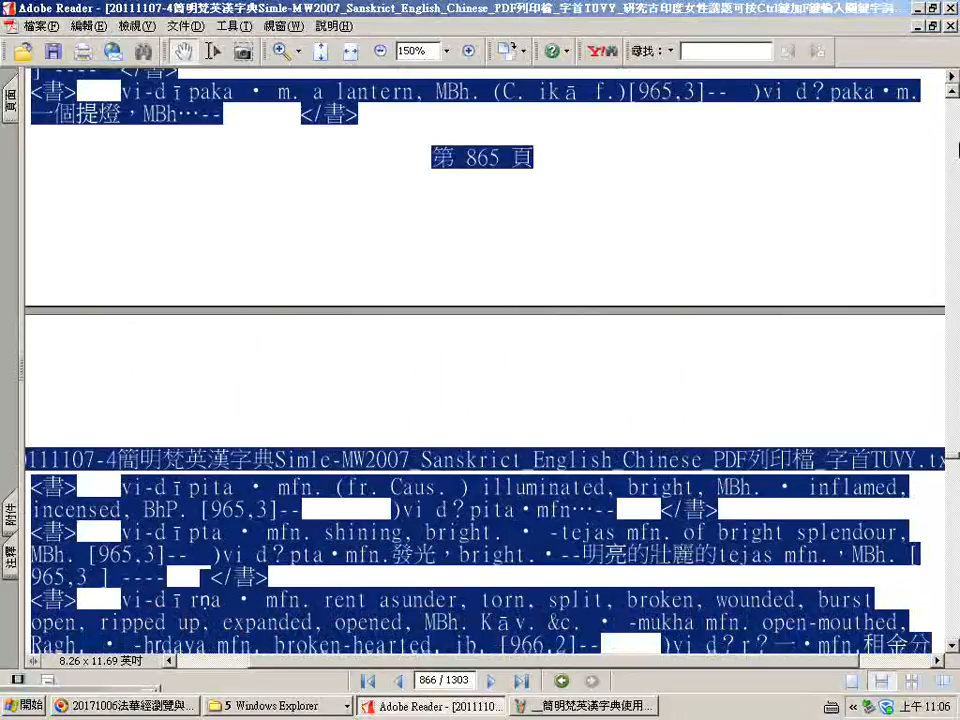 Adobe Reader - [20111107-4簡明梵英漢字典Simle-MW2007_Sanskrict_English_Chinese_PDF列印檔_字首TUVY_研究古印度女性議題可按Ctrl鍵加F鍵輸入關鍵字詞
檔案(F) 編輯(E) 檢視(V) 文件(D) 工具(T) 視窗(W) 說明(H)
150% 尋找:
頁面
] ---- </書>
<書> vi-dīpaka • m. a lantern, MBh. (C. ikā f.)[965,3]-- )vi d?paka•m.
一個提燈，MBh…-- </書>
第 865 頁
0111107-4簡明梵英漢字典Simle-MW2007_Sanskrict_English_Chinese_PDF列印檔_字首TUVY.tx
<書> vi-dīpita • mfn. (fr. Caus. ) illuminated, bright, MBh. • inflamed,
incensed, BhP. [965,3]-- )vi d?pita•mfn…-- </書>
<書> vi-dīpta • mfn. shining, bright. • -tejas mfn. of bright splendour,
MBh. [965,3]-- )vi d?pta•mfn.發光，bright. •--明亮的壯麗的tejas mfn.，MBh. [
965,3 ] ---- </書>
<書> vi-dīrṇa • mfn. rent asunder, torn, split, broken, wounded, burst
open, ripped up, expanded, opened, MBh. Kāv. &c. • -mukha mfn. open-mouthed,
Ragh. • -hṛdaya mfn. broken-hearted, ib. [966,2]-- )vi d?r?一•mfn.租金分
附件
注釋
8.26 x 11.69 英吋
866 / 1303
開始 20171006法華經瀏覽與... 5 Windows Explorer Adobe Reader - [201110... __簡明梵英漢字典使用... 上午 11:06